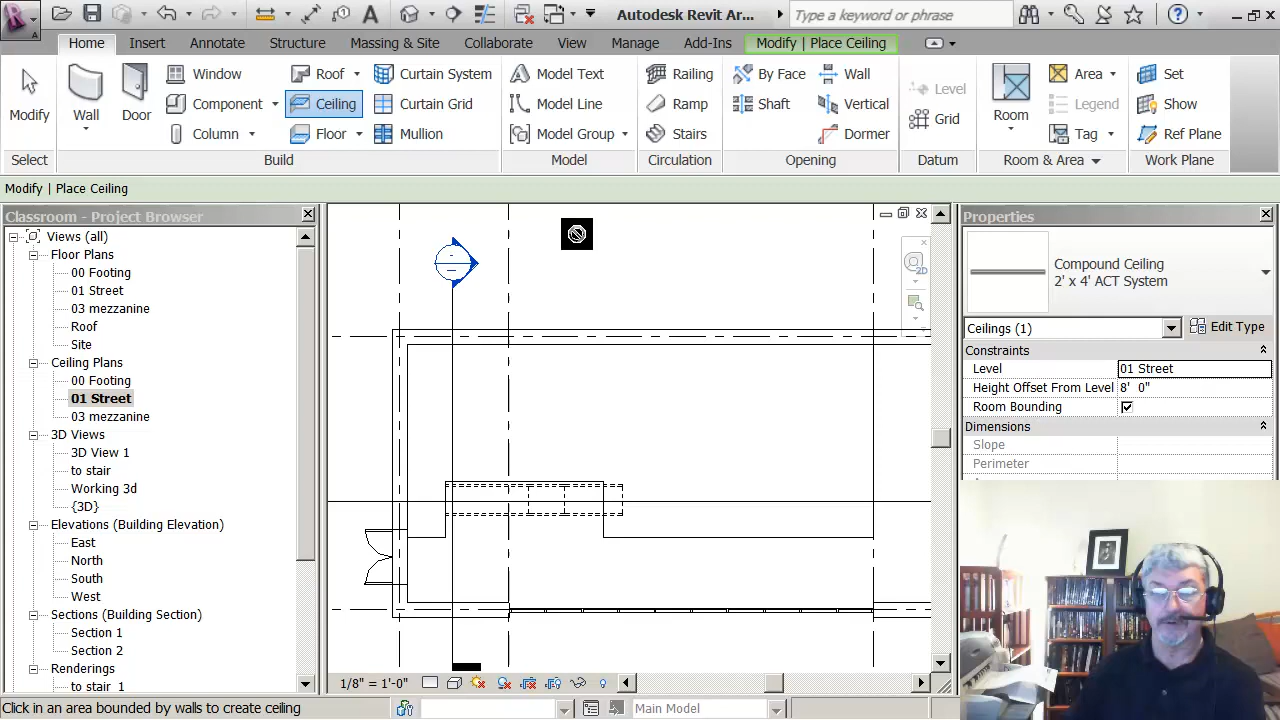 Autodesk Revit Ar...
Type a keyword or phrase
Home Insert Annotate Structure Massing & Site Collaborate View Manage Add-Ins Modify | Place Ceiling
Modify
Wall
Door
Window
Component
Column
Roof
Ceiling
Floor
Curtain System
Curtain Grid
Mullion
Model Text
Model Line
Model Group
Railing
Ramp
Stairs
By Face
Shaft
Wall
Vertical
Dormer
Level
Grid
Room
Area
Legend
Tag
Set
Show
Ref Plane
Select Build Model Circulation Opening Datum Room & Area Work Plane
Modify | Place Ceiling
Classroom - Project Browser
Views (all)
Floor Plans
00 Footing
01 Street
03 mezzanine
Roof
Site
Ceiling Plans
00 Footing
01 Street
03 mezzanine
3D Views
3D View 1
to stair
Working 3d
{3D}
Elevations (Building Elevation)
East
North
South
West
Sections (Building Section)
Section 1
Section 2
Renderings
to stair 1
2D
Properties
Compound Ceiling
2' x 4' ACT System
Ceilings (1) Edit Type
Constraints
Level 01 Street
Height Offset From Level 8' 0"
Room Bounding
Dimensions
Slope
Perimeter
1/8" = 1'-0"
Click in an area bounded by walls to create ceiling
Main Model